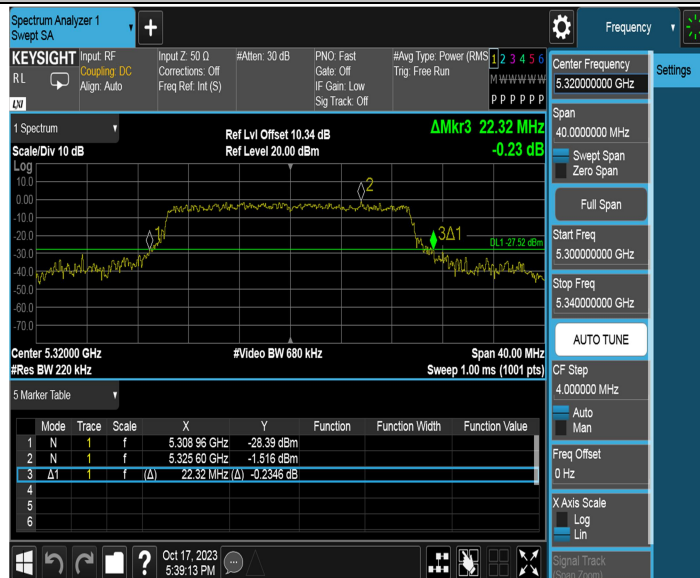 Spectrum Analyzer 1
Swept SA
+
Frequency
KEYSIGHT
RL
LXI
Input: RF
Coupling: DC
Align: Auto
Input Z: 50 Ω
Corrections: Off
Freq Ref: Int (S)
#Atten: 30 dB
PNO: Fast
Gate: Off
IF Gain: Low
Sig Track: Off
#Avg Type: Power (RMS
Trig: Free Run
1 2 3 4 5 6
M W W W W W
P P P P P P
Center Frequency
5.320000000 GHz
Settings
Span
40.0000000 MHz
Swept Span
Zero Span
Full Span
Start Freq
5.300000000 GHz
Stop Freq
5.340000000 GHz
AUTO TUNE
CF Step
4.000000 MHz
Auto
Man
Freq Offset
0 Hz
X Axis Scale
Log
Lin
Signal Track
(Span Zoom)
1 Spectrum
Scale/Div 10 dB
Ref Lvl Offset 10.34 dB
Ref Level 20.00 dBm
ΔMkr3 22.32 MHz
-0.23 dB
Log
10.0
0.00
-10.0
-20.0
-30.0
-40.0
-50.0
-60.0
-70.0
1
2
3Δ1
DL1 -27.52 dBm
Center 5.32000 GHz
#Video BW 680 kHz
Span 40.00 MHz
#Res BW 220 kHz
Sweep 1.00 ms (1001 pts)
5 Marker Table
Mode Trace Scale X Y Function Function Width Function Value
1 N 1 f 5.308 96 GHz -28.39 dBm
2 N 1 f 5.325 60 GHz -1.516 dBm
3 Δ1 1 f (Δ) 22.32 MHz (Δ) -0.2346 dB
4
5
6
?
Oct 17, 2023
5:39:13 PM